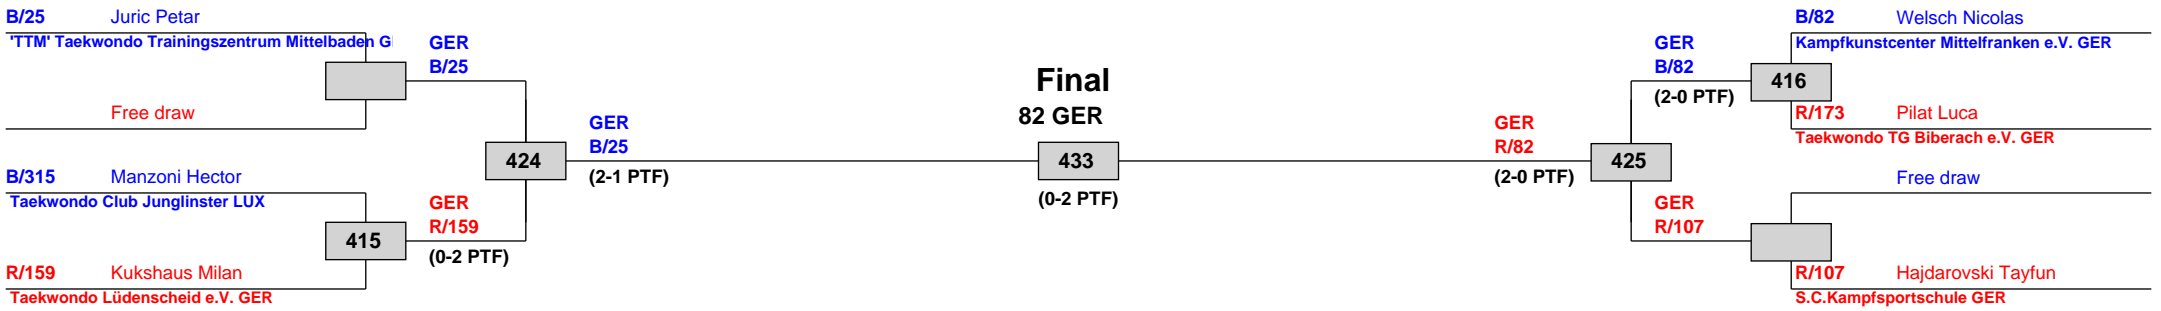 B/25 Juric Petar
'TTM' Taekwondo Trainingszentrum Mittelbaden G
GER
B/25
Free draw
424
GER
B/25
(2-1 PTF)
B/315 Manzoni Hector
Taekwondo Club Junglinster LUX
415
GER
R/159
(0-2 PTF)
R/159 Kukshaus Milan
Taekwondo Lüdenscheid e.V. GER
Final
82 GER
433
(0-2 PTF)
GER
R/82
(2-0 PTF)
425
GER
B/82
(2-0 PTF)
416
B/82 Welsch Nicolas
Kampfkunstcenter Mittelfranken e.V. GER
R/173 Pilat Luca
Taekwondo TG Biberach e.V. GER
Free draw
GER
R/107
R/107 Hajdarovski Tayfun
S.C.Kampfsportschule GER